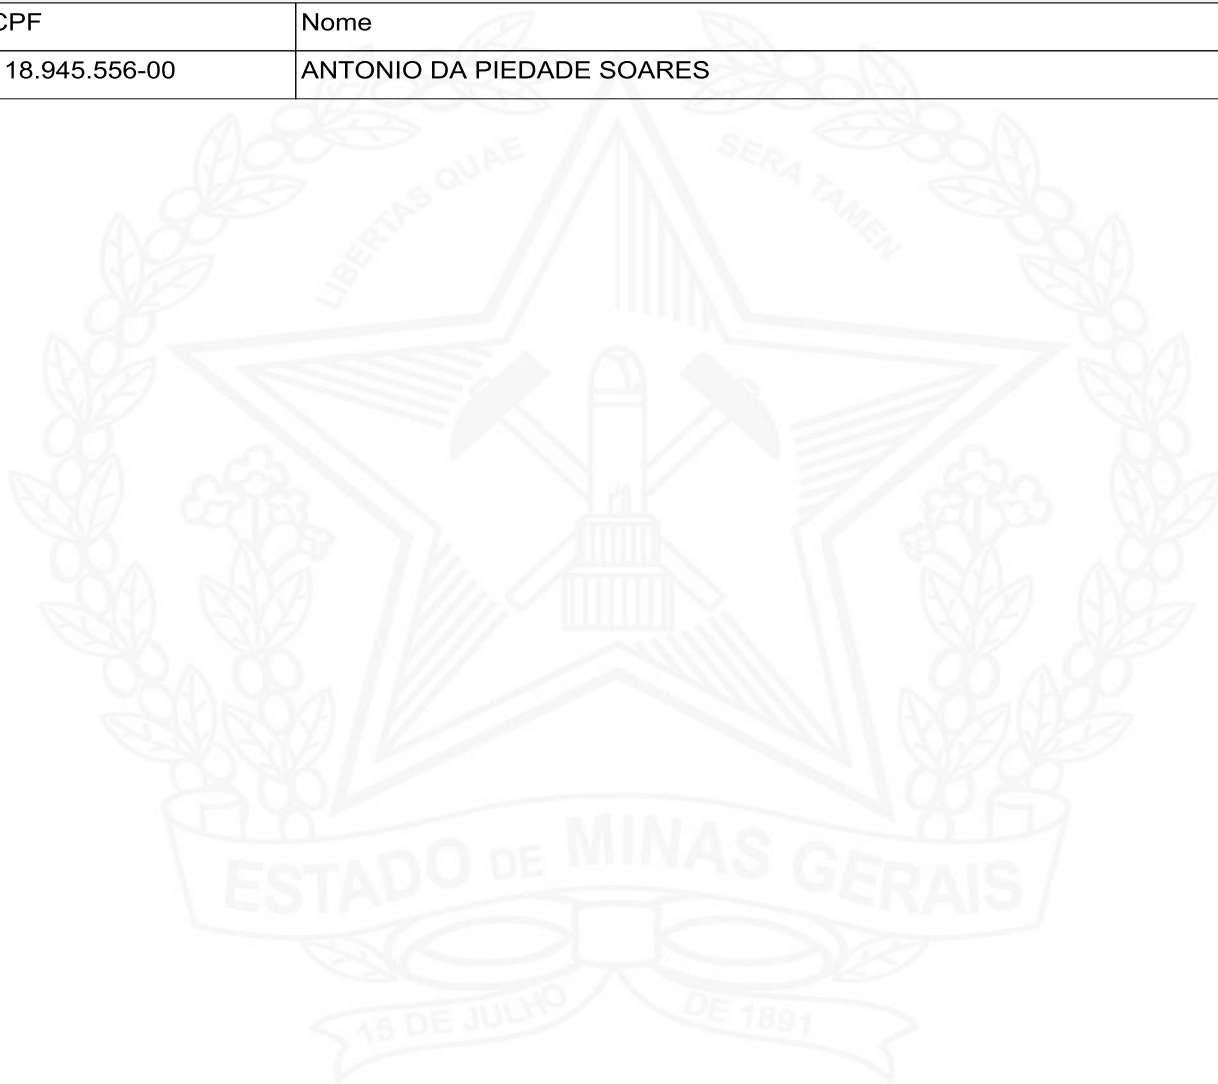 CPF Nome
18.945.556-00 ANTONIO DA PIEDADE SOARES
LIBERTAS QUAE SERA TAMEN
ESTADO DE MINAS GERAIS
15 DE JULHO DE 1891